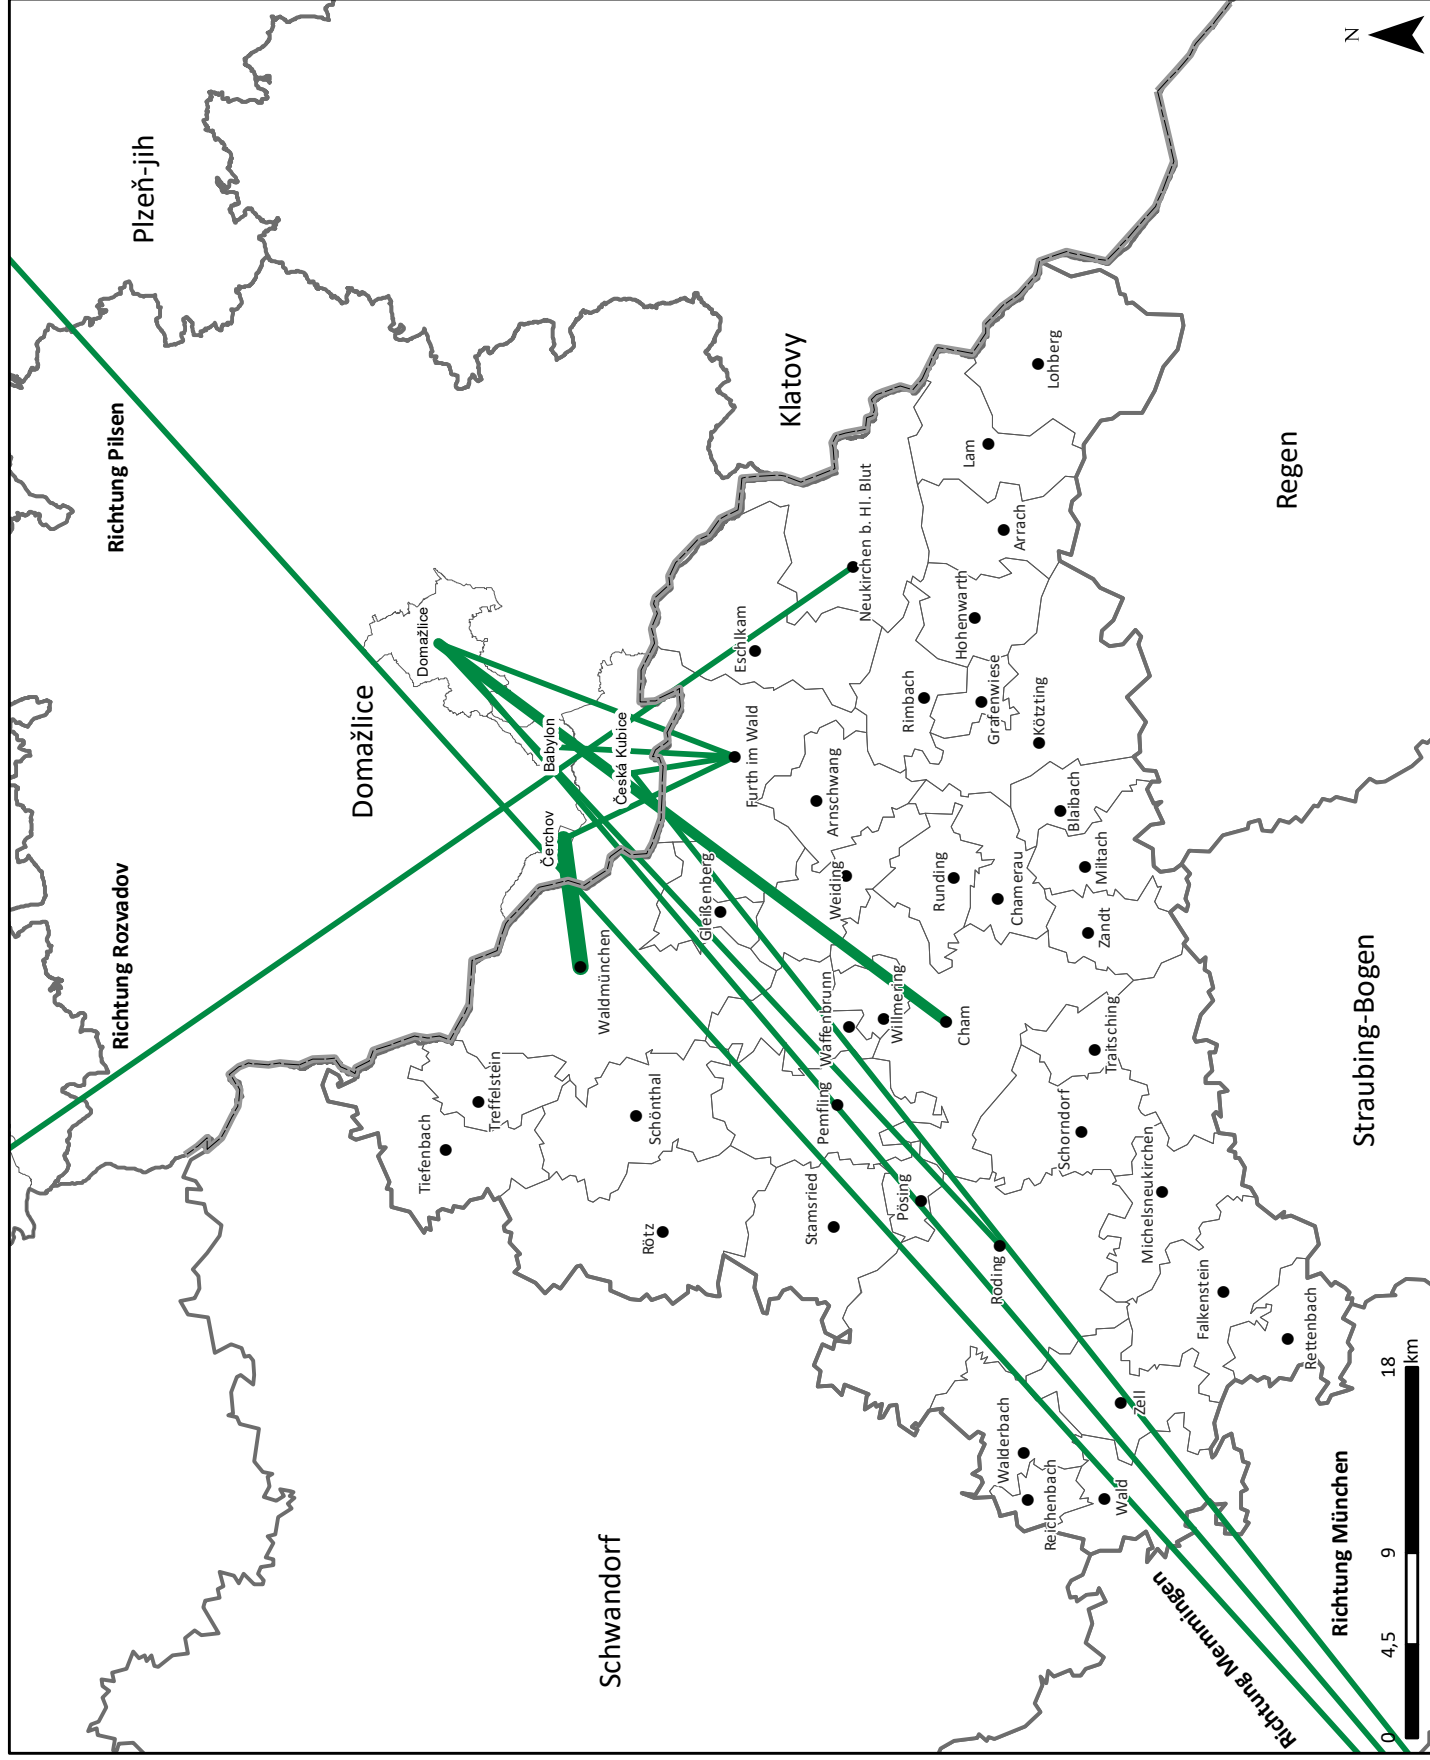 Plzeň-jih
Richtung Pilsen
Richtung Rozvadov
Klatovy
Domažlice
Domažlice
Babylon
Česká Kubice
Čerchov
Regen
Straubing-Bogen
Schwandorf
Lohberg
Lam
Arrach
Neukirchen b. Hl. Blut
Hohenwarth
Eschlkam
Grafenwiese
Rimbach
Kötzting
Furth im Wald
Arnschwang
Blaibach
Miltach
Gleißenberg
Weiding
Runding
Chamerau
Zandt
Waldmünchen
Waffenbrunn
Willmering
Cham
Traitsching
Treffelstein
Tiefenbach
Schönthal
Pemfling
Schorndorf
Michelsneukirchen
Rötz
Stamsried
Pösing
Roding
Falkenstein
Rettenbach
Zell
Walderbach
Reichenbach
Wald
Richtung Memmingen
Richtung München
0
4,5
9
18
km
N